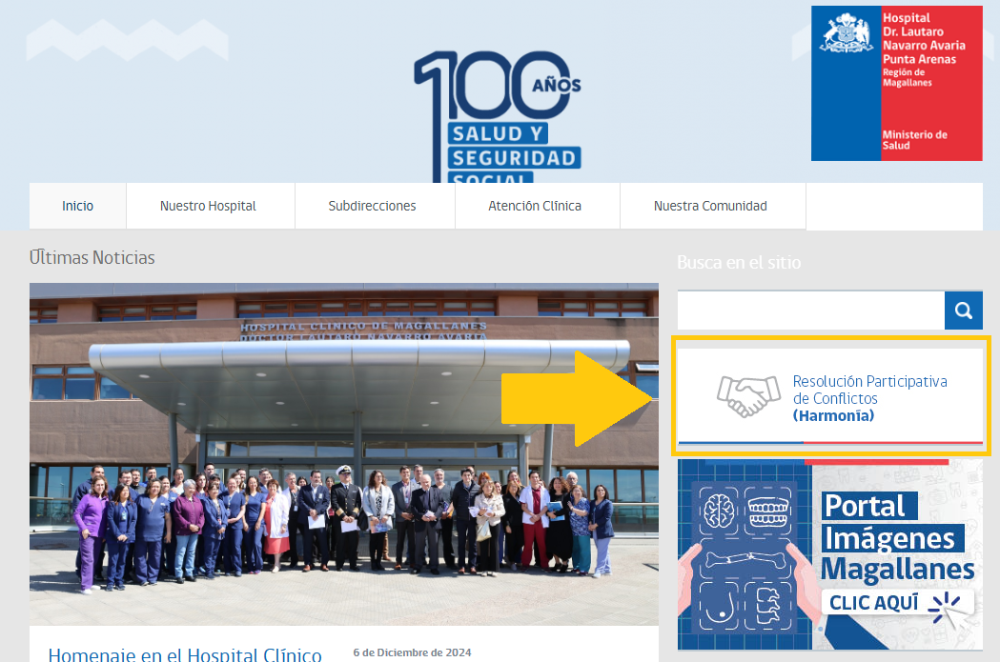 100
AÑOS
SALUD Y
SEGURIDAD
SOCIAL
Hospital
Dr. Lautaro
Navarro Avaria
Punta Arenas
Región de
Magallanes
Ministerio de
Salud
Inicio
Nuestro Hospital
Subdirecciones
Atención Clínica
Nuestra Comunidad
Últimas Noticias
Busca en el sitio
HOSPITAL CLINICO DE MAGALLANES
DOCTOR LAUTARO NAVARRO AVARIA
Resolución Participativa
de Conflictos
(Harmonía)
Portal
Imágenes
Magallanes
CLIC AQUÍ
Homenaje en el Hospital Clínico
6 de Diciembre de 2024